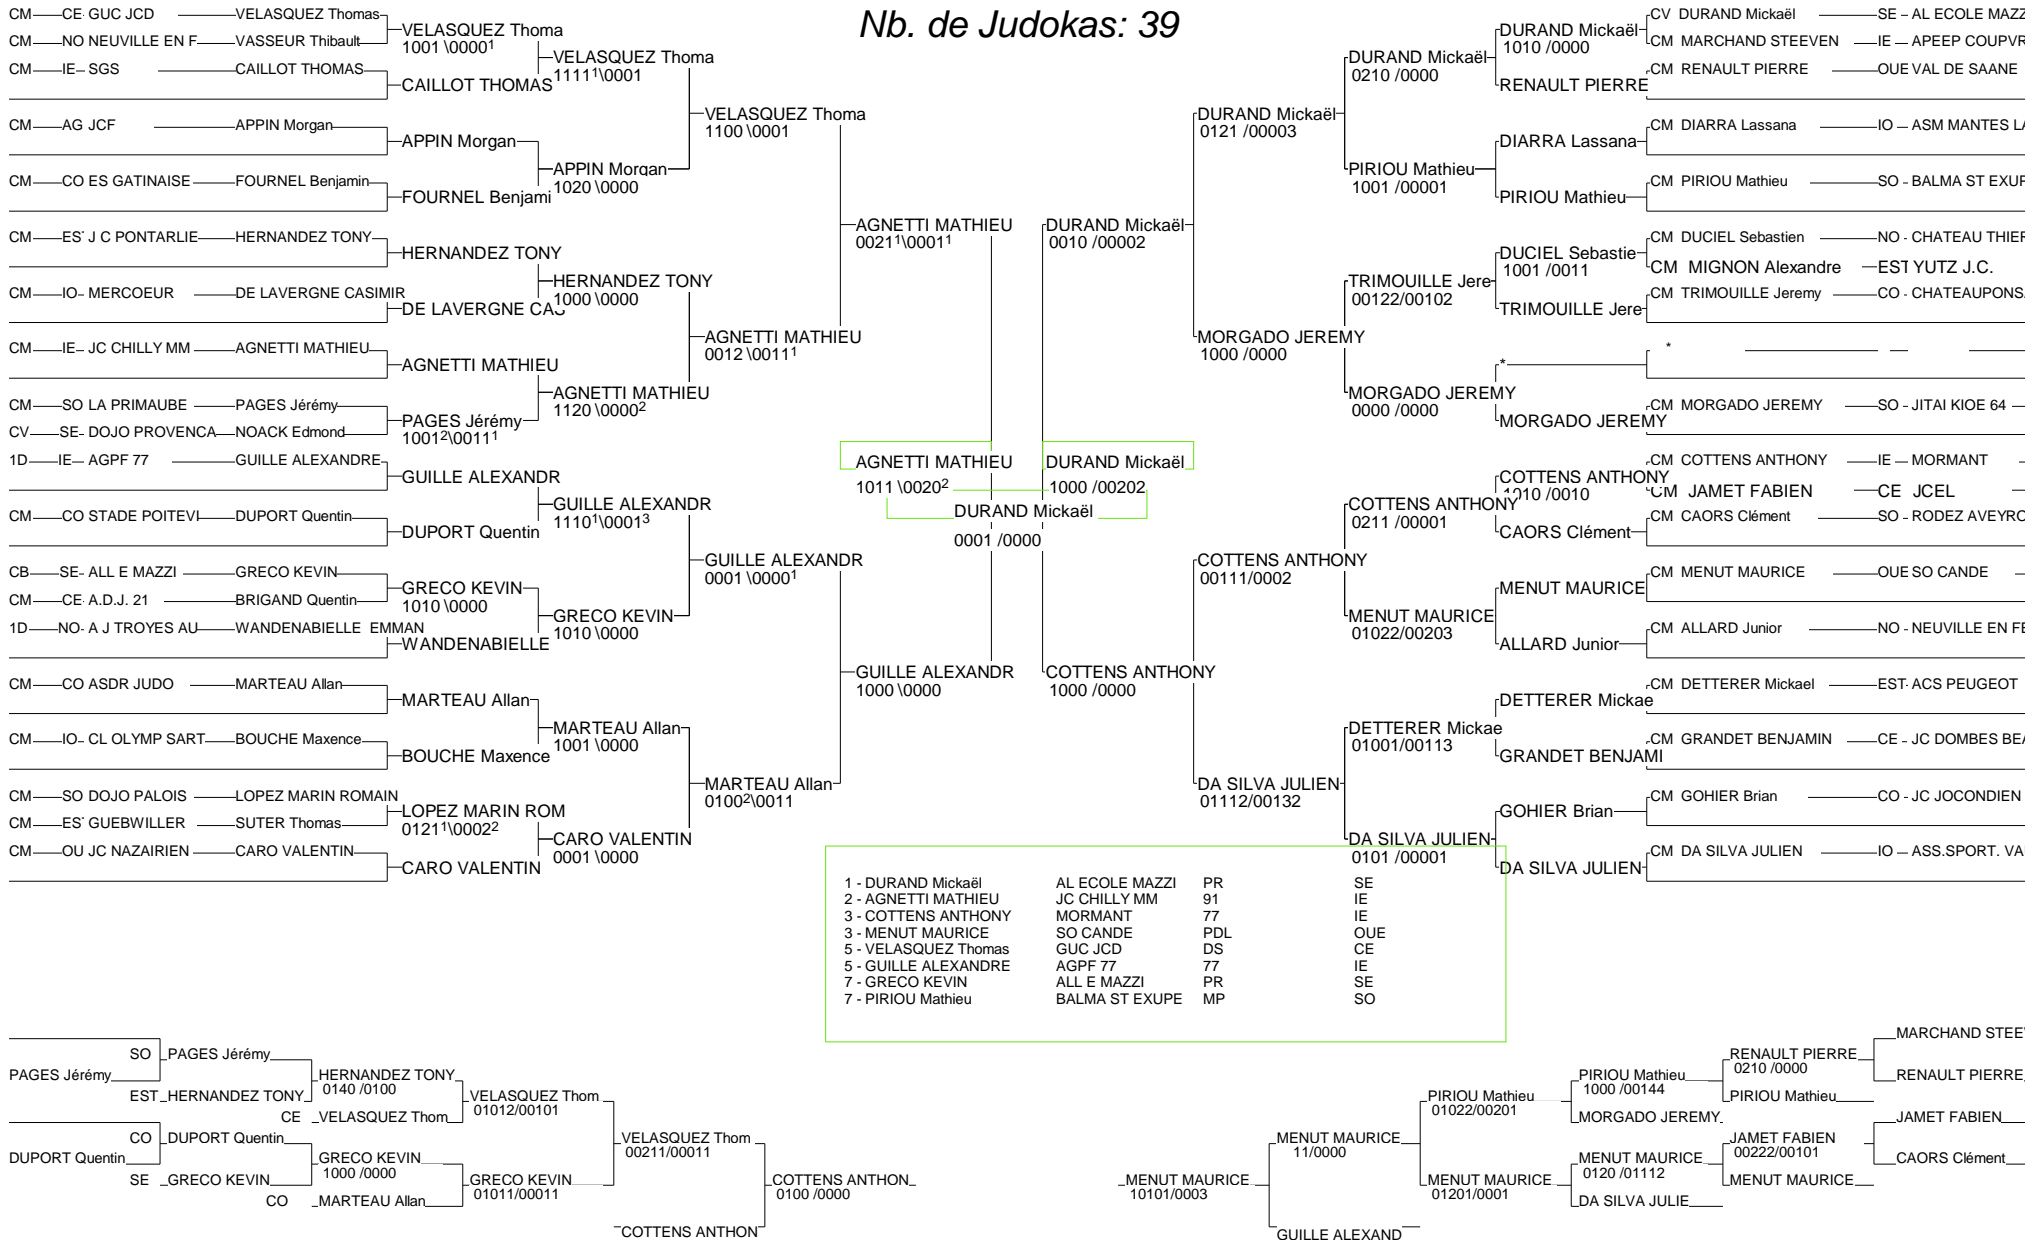 Nb. de Judokas: 39
CM CE GUC JCD VELASQUEZ Thomas
CM NO NEUVILLE EN F VASSEUR Thibault
CM IE SGS CAILLOT THOMAS
CM AG JCF APPIN Morgan
CM CO ES GATINAISE FOURNEL Benjamin
CM ES J C PONTARLIE HERNANDEZ TONY
CM IO MERCOEUR DE LAVERGNE CASIMIR
CM IE JC CHILLY MM AGNETTI MATHIEU
CM SO LA PRIMAUBE PAGES Jérémy
CV SE DOJO PROVENCA NOACK Edmond
1D IE AGPF 77 GUILLE ALEXANDRE
CM CO STADE POITEVI DUPORT Quentin
CB SE ALL E MAZZI GRECO KEVIN
CM CE A.D.J. 21 BRIGAND Quentin
1D NO A J TROYES AU WANDENABIELLE EMMAN
CM CO ASDR JUDO MARTEAU Allan
CM IO CL OLYMP SART BOUCHE Maxence
CM SO DOJO PALOIS LOPEZ MARIN ROMAIN
CM ES GUEBWILLER SUTER Thomas
CM OU JC NAZAIRIEN CARO VALENTIN
VELASQUEZ Thoma
1001 \0000¹
CAILLOT THOMAS
APPIN Morgan
FOURNEL Benjami
HERNANDEZ TONY
DE LAVERGNE CAS
AGNETTI MATHIEU
PAGES Jérémy
1001²\0011¹
GUILLE ALEXANDR
DUPORT Quentin
GRECO KEVIN
1010 \0000
WANDENABIELLE
MARTEAU Allan
BOUCHE Maxence
LOPEZ MARIN ROM
0121¹\0002²
CARO VALENTIN
VELASQUEZ Thoma
1111¹\0001
APPIN Morgan
1020 \0000
HERNANDEZ TONY
1000 \0000
AGNETTI MATHIEU
1120 \0000²
GUILLE ALEXANDR
1110¹\0001³
GRECO KEVIN
1010 \0000
MARTEAU Allan
1001 \0000
CARO VALENTIN
0001 \0000
VELASQUEZ Thoma
1100 \0001
AGNETTI MATHIEU
0012 \0011¹
GUILLE ALEXANDR
0001 \0000¹
MARTEAU Allan
0100²\0011
AGNETTI MATHIEU
0021¹\0001¹
GUILLE ALEXANDR
1000 \0000
AGNETTI MATHIEU
1011 \0020²
DURAND Mickaël
1000 /00202
DURAND Mickaël
0001 /0000
DURAND Mickaël
0010 /00002
COTTENS ANTHONY
1000 /0000
DURAND Mickaël
0121 /00003
MORGADO JEREMY
1000 /0000
COTTENS ANTHONY
00111/0002
DA SILVA JULIEN
01112/00132
DURAND Mickaël
0210 /0000
PIRIOU Mathieu
1001 /00001
TRIMOUILLE Jere
00122/00102
MORGADO JEREMY
0000 /0000
COTTENS ANTHONY
0211 /00001
MENUT MAURICE
01022/00203
DETTERER Mickae
01001/00113
DA SILVA JULIEN
0101 /00001
DURAND Mickaël
1010 /0000
RENAULT PIERRE
DIARRA Lassana
PIRIOU Mathieu
DUCIEL Sebastie
1001 /0011
TRIMOUILLE Jere
*
MORGADO JEREMY
COTTENS ANTHONY
1010 /0010
CAORS Clément
MENUT MAURICE
ALLARD Junior
DETTERER Mickae
GRANDET BENJAMI
GOHIER Brian
DA SILVA JULIEN
CV DURAND Mickaël SE AL ECOLE MAZZ
CM MARCHAND STEEVEN IE APEEP COUPVR
CM RENAULT PIERRE OUE VAL DE SAANE
CM DIARRA Lassana IO ASM MANTES LA
CM PIRIOU Mathieu SO BALMA ST EXUP
CM DUCIEL Sebastien NO CHATEAU THIER
CM MIGNON Alexandre EST YUTZ J.C.
CM TRIMOUILLE Jeremy CO CHATEAUPONS
*
CM MORGADO JEREMY SO JITAI KIOE 64
CM COTTENS ANTHONY IE MORMANT
CM JAMET FABIEN CE JCEL
CM CAORS Clément SO RODEZ AVEYRO
CM MENUT MAURICE OUE SO CANDE
CM ALLARD Junior NO NEUVILLE EN FE
CM DETTERER Mickael EST ACS PEUGEOT
CM GRANDET BENJAMIN CE JC DOMBES BEA
CM GOHIER Brian CO JC JOCONDIEN
CM DA SILVA JULIEN IO ASS.SPORT. VA
1 - DURAND Mickaël AL ECOLE MAZZI PR SE
2 - AGNETTI MATHIEU JC CHILLY MM 91 IE
3 - COTTENS ANTHONY MORMANT 77 IE
3 - MENUT MAURICE SO CANDE PDL OUE
5 - VELASQUEZ Thomas GUC JCD DS CE
5 - GUILLE ALEXANDRE AGPF 77 77 IE
7 - GRECO KEVIN ALL E MAZZI PR SE
7 - PIRIOU Mathieu BALMA ST EXUPE MP SO
PAGES Jérémy
DUPORT Quentin
SO PAGES Jérémy
EST HERNANDEZ TONY
CO DUPORT Quentin
SE GRECO KEVIN
HERNANDEZ TONY
0140 /0100
CE VELASQUEZ Thom
GRECO KEVIN
1000 /0000
CO MARTEAU Allan
VELASQUEZ Thom
01012/00101
GRECO KEVIN
01011/00011
VELASQUEZ Thom
00211/00011
COTTENS ANTHON
COTTENS ANTHON
0100 /0000
MENUT MAURICE
10101/0003
MENUT MAURICE
11/0000
GUILLE ALEXAND
PIRIOU Mathieu
01022/00201
MENUT MAURICE
01201/0001
PIRIOU Mathieu
1000 /00144
MORGADO JEREMY
MENUT MAURICE
0120 /01112
DA SILVA JULIE
RENAULT PIERRE
0210 /0000
PIRIOU Mathieu
JAMET FABIEN
00222/00101
MENUT MAURICE
MARCHAND STEE
RENAULT PIERRE
JAMET FABIEN
CAORS Clément